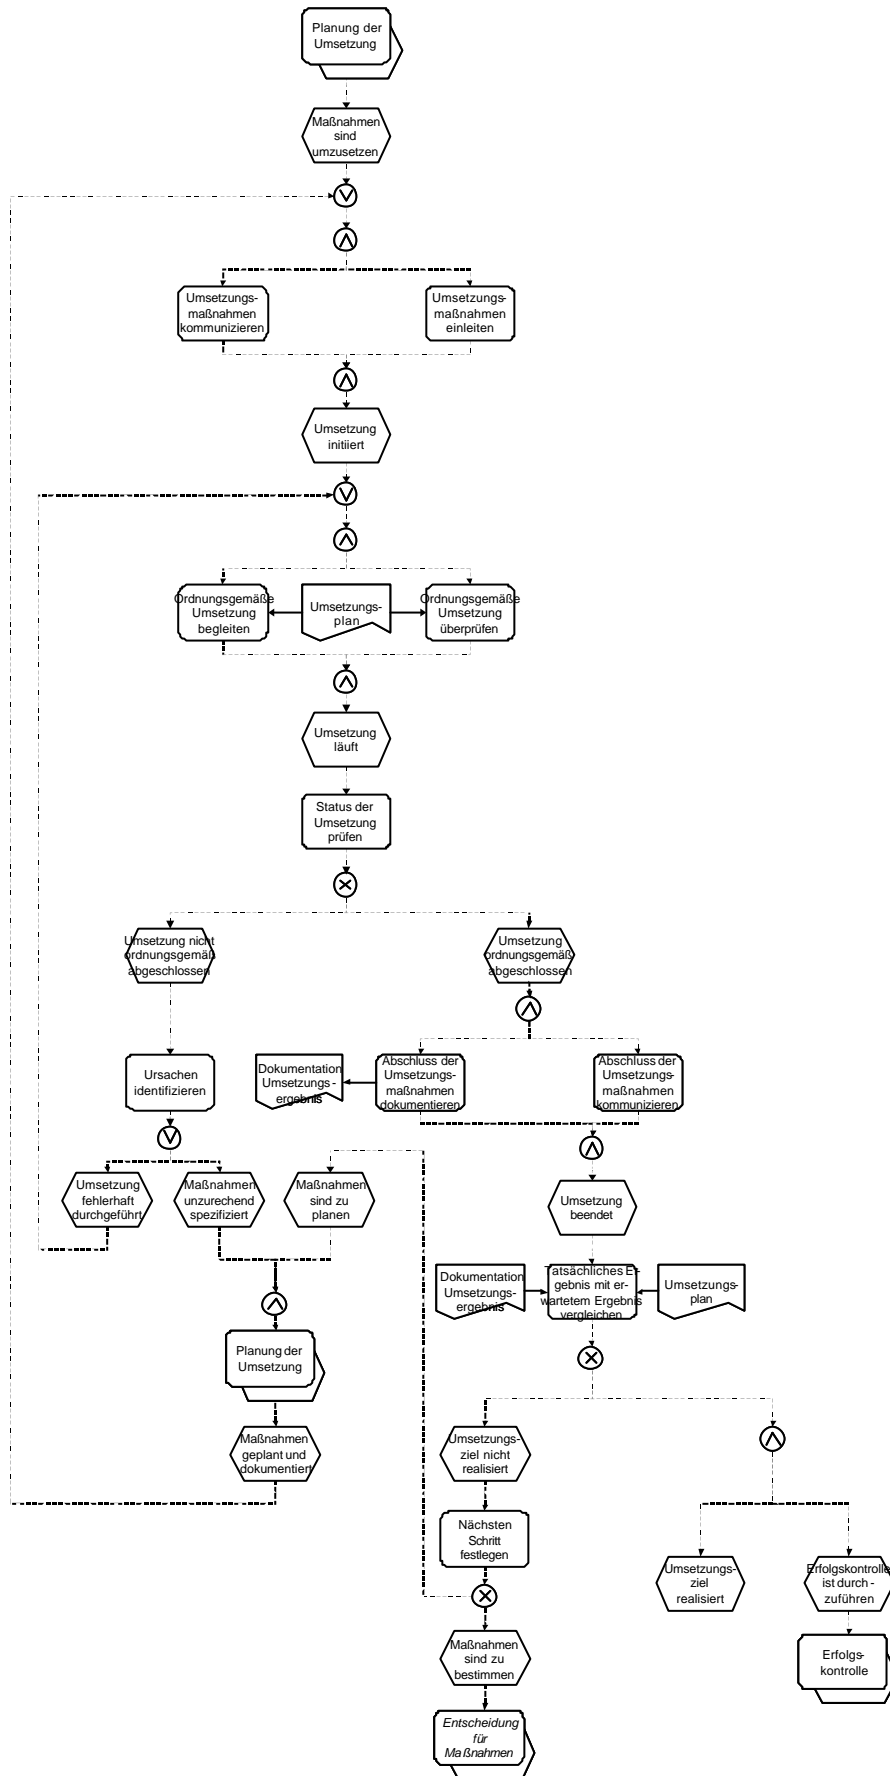 Planung der
Umsetzung
Maßnahmen
sind
umzusetzen
Umsetzungs-
maßnahmen
kommunizieren
Umsetzungs-
maßnahmen
einleiten
Umsetzung
initiiert
Ordnungsgemäße
Umsetzung
begleiten
Umsetzungs-
plan
Ordnungsgemäße
Umsetzung
überprüfen
Umsetzung
läuft
Status der
Umsetzung
prüfen
Umsetzung nicht
ordnungsgemäß
abgeschlossen
Umsetzung
ordnungsgemäß
abgeschlossen
Ursachen
identifizieren
Dokumentation
Umsetzungs-
ergebnis
Abschluss der
Umsetzungs-
maßnahmen
dokumentieren
Abschluss der
Umsetzungs-
maßnahmen
kommunizieren
Umsetzung
fehlerhaft
durchgeführt
Maßnahmen
unzurechend
spezifiziert
Maßnahmen
sind zu
planen
Umsetzung
beendet
Dokumentation
Umsetzungs-
ergebnis
Tatsächliches Er-
gebnis mit er-
wartetem Ergebnis
vergleichen
Umsetzungs-
plan
Planung der
Umsetzung
Maßnahmen
geplant und
dokumentiert
Umsetzungs-
ziel nicht
realisiert
Nächsten
Schritt
festlegen
Umsetzungs-
ziel
realisiert
Erfolgskontrolle
ist durch-
zuführen
Maßnahmen
sind zu
bestimmen
Erfolgs-
kontrolle
Entscheidung
für
Maßnahmen